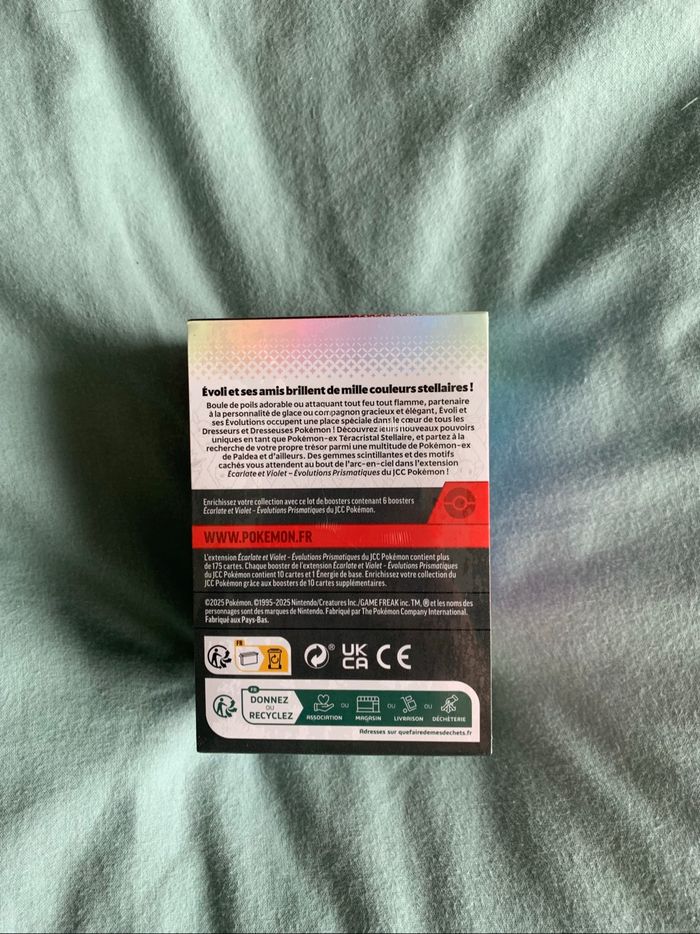 Évoli et ses amis brillent de mille couleurs stellaires !
Boule de poils adorable ou attaquant tout feu tout flamme, partenaire
à la personnalité de glace ou compagnon gracieux et élégant, Évoli et
ses Évolutions occupent une place spéciale dans le cœur de tous les
Dresseurs et Dresseuses Pokémon ! Découvrez leurs nouveaux pouvoirs
uniques en tant que Pokémon-ex Téracristal Stellaire, et partez à la
recherche de votre propre trésor parmi une multitude de Pokémon-ex
de Paldea et d'ailleurs. Des gemmes scintillantes et des motifs
cachés vous attendent au bout de l'arc-en-ciel dans l'extension
Écarlate et Violet – Évolutions Prismatiques du JCC Pokémon !
Enrichissez votre collection avec ce lot de boosters contenant 6 boosters
Écarlate et Violet – Évolutions Prismatiques du JCC Pokémon.
WWW.POKEMON.FR
L'extension Écarlate et Violet – Évolutions Prismatiques du JCC Pokémon contient plus
de 175 cartes. Chaque booster de l'extension Écarlate et Violet – Évolutions Prismatiques
du JCC Pokémon contient 10 cartes et 1 Énergie de base. Enrichissez votre collection du
JCC Pokémon grâce aux boosters de 10 cartes supplémentaires.
©2025 Pokémon. ©1995-2025 Nintendo/Creatures Inc./GAME FREAK inc. TM, ® et les noms des
personnages sont des marques de Nintendo. Fabriqué par The Pokémon Company International.
Fabriqué aux Pays-Bas.
FR
®
UK
CA
CE
FR
DONNEZ
OU
RECYCLEZ
ASSOCIATION
OU
MAGASIN
OU
LIVRAISON
OU
DÉCHÈTERIE
Adresses sur quefairedemesdechets.fr